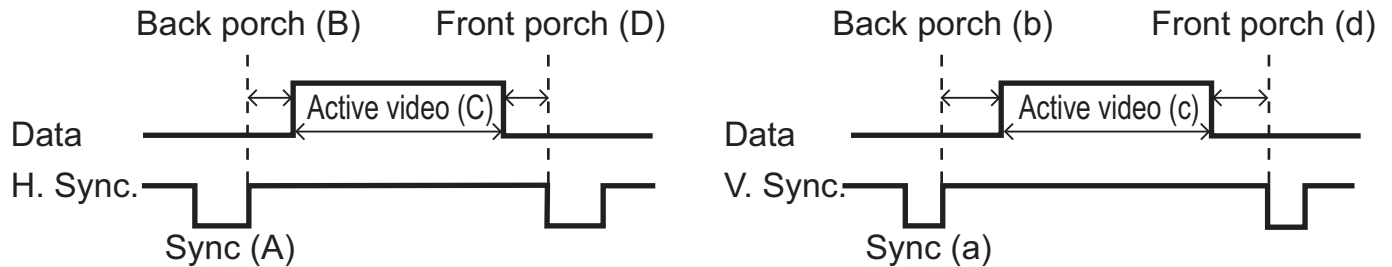 Back porch (B) Front porch (D) Back porch (b) Front porch (d)
Active video (C) Active video (c)
Data Data
H. Sync. V. Sync.
Sync (A) Sync (a)